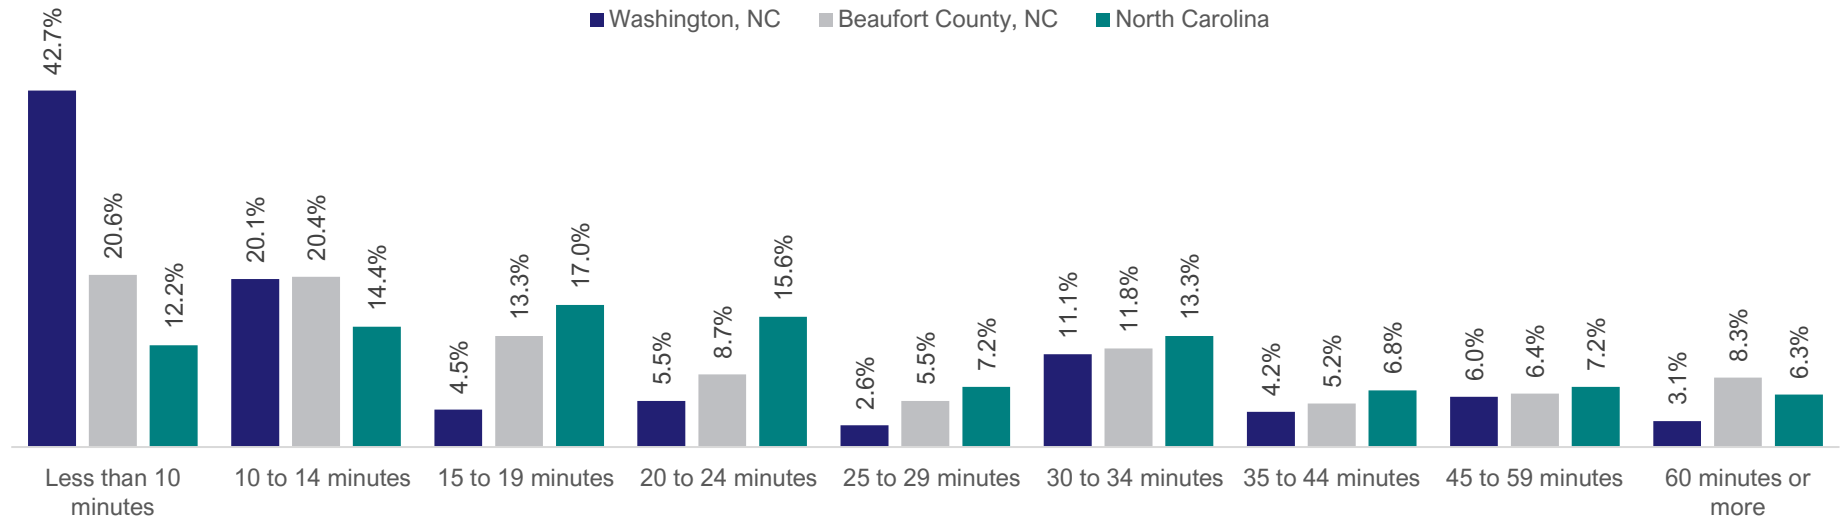 Washington, NC
Beaufort County, NC
North Carolina
42.7%
20.6%
12.2%
20.1%
20.4%
14.4%
4.5%
13.3%
17.0%
5.5%
8.7%
15.6%
2.6%
5.5%
7.2%
11.1%
11.8%
13.3%
4.2%
5.2%
6.8%
6.0%
6.4%
7.2%
3.1%
8.3%
6.3%
Less than 10
minutes
10 to 14 minutes
15 to 19 minutes
20 to 24 minutes
25 to 29 minutes
30 to 34 minutes
35 to 44 minutes
45 to 59 minutes
60 minutes or
more